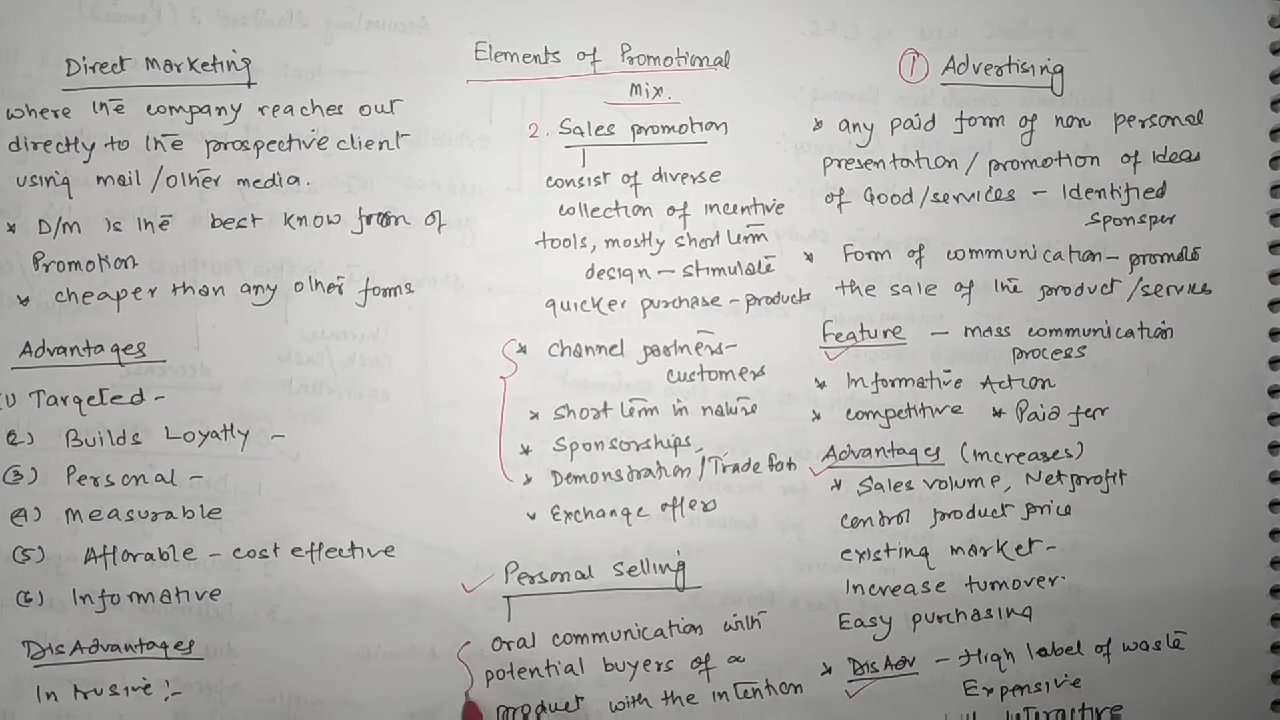 Direct Marketing
where the company reaches out
directly to the prospective client
using mail/other media.
* D/m is the best know from of
Promotion
* cheaper than any other forms
Advantages
(1) Targeted -
(2) Builds Loyatly -
(3) Personal -
(4) Measurable
(5) Afforable - cost effective
(6) Informative
DisAdvantages
Intrusive :-
Elements of Promotional
Mix.
2. Sales promotion
consist of diverse
collection of incentive
tools, mostly short term
design - stimulate
quicker purchase - products
* channel partners -
customers
* short term in nature
* Sponsorships,
* Demonstration/Trade fair
* Exchange offers
Personal Selling
oral communication with
potential buyers of a
product with the intention
① Advertising
* any paid form of non personal
presentation/promotion of Ideas
of Good/services - Identified
Sponsper
* Form of communication - promote
the sale of the product/services
Feature - mass communication
process
* Informative Action
* competitive * Paid ferr
Advantages (Increases)
* Sales volume, Net profit
control product price
existing market -
Increase turnover.
Easy purchasing
* DisAdv - High label of waste
Expensive